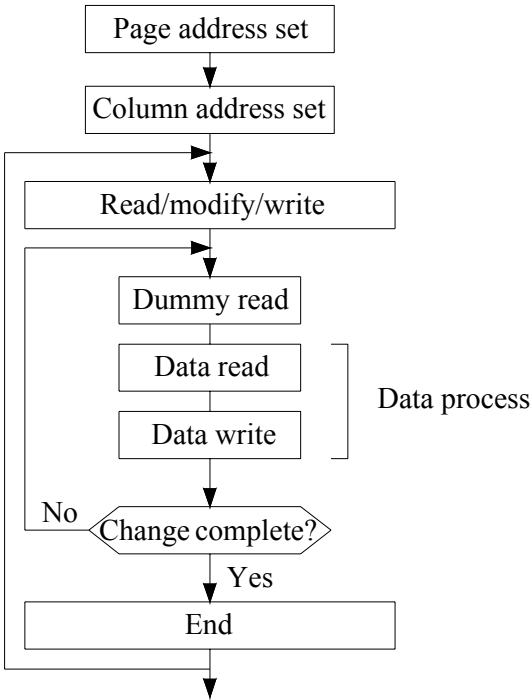 Page address set
Column address set
Read/modify/write
Dummy read
Data read
Data process
Data write
No
Change complete?
Yes
End